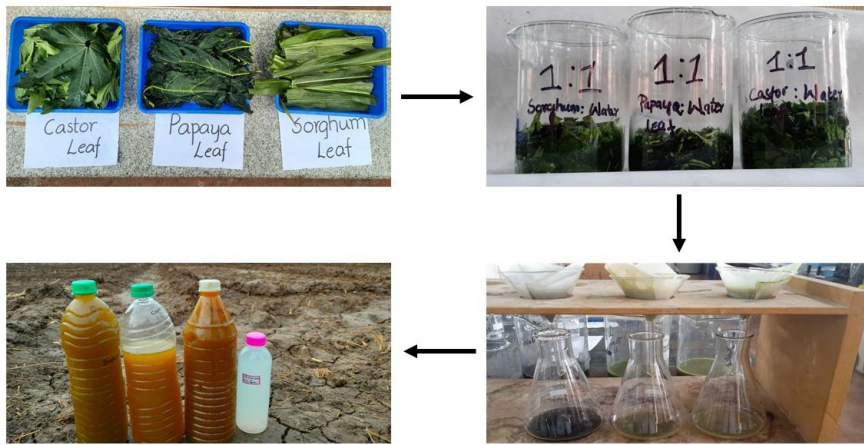 Castor
Leaf
Papaya
Leaf
Sorghum
Leaf
1:1
Sorghum: Water
1:1
Papaya: Water
leaf
1:1
Castor: Water